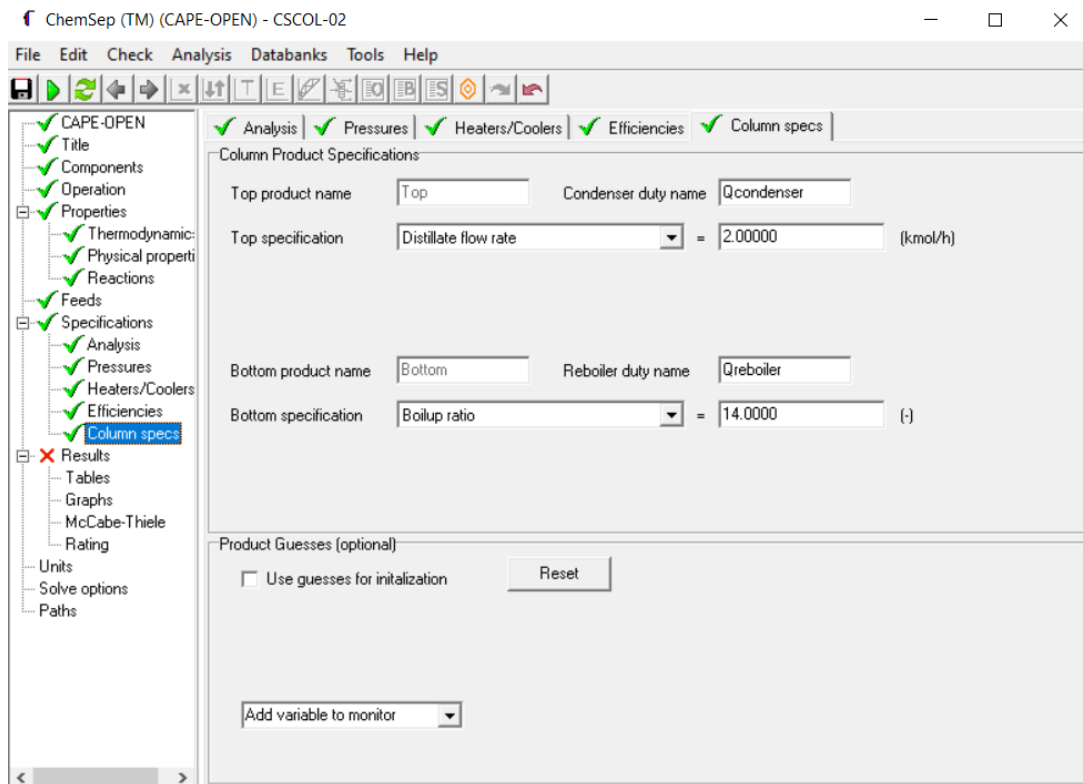 ChemSep (TM) (CAPE-OPEN) - CSCOL-02
File Edit Check Analysis Databanks Tools Help
T E O B S
CAPE-OPEN
Title
Components
Operation
Properties
Thermodynamic
Physical properti
Reactions
Feeds
Specifications
Analysis
Pressures
Heaters/Coolers
Efficiencies
Column specs
Results
Tables
Graphs
McCabe-Thiele
Rating
Units
Solve options
Paths
Analysis Pressures Heaters/Coolers Efficiencies Column specs
Column Product Specifications
Top product name Top Condenser duty name Qcondenser
Top specification Distillate flow rate = 2.00000 (kmol/h)
Bottom product name Bottom Reboiler duty name Qreboiler
Bottom specification Boilup ratio = 14.0000 (-)
Product Guesses (optional)
Use guesses for initalization Reset
Add variable to monitor